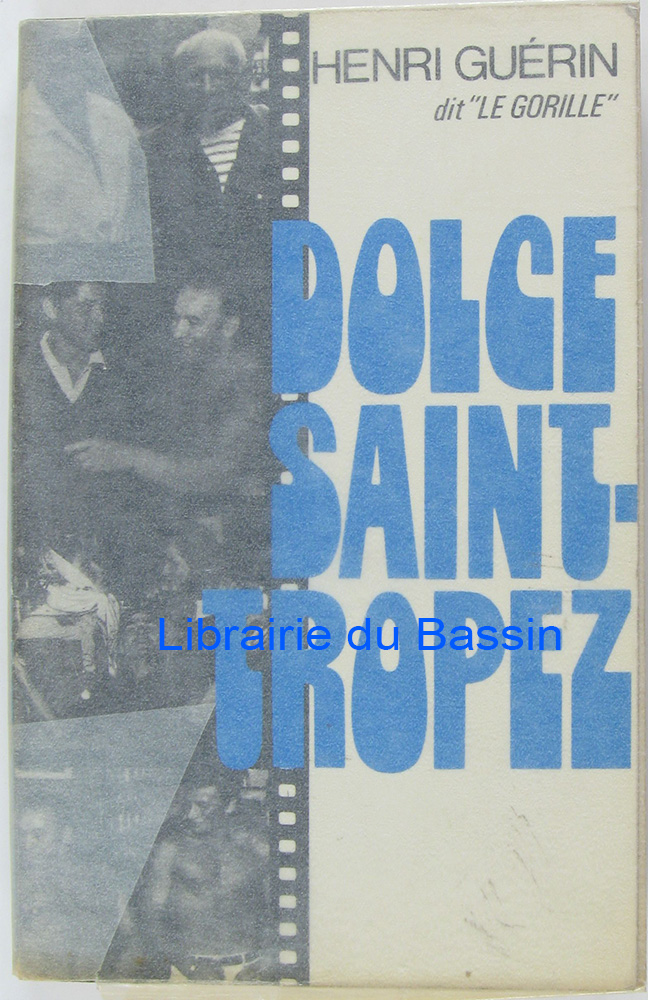 HENRI GUÉRIN
dit "LE GORILLE"
DOLCE
SAINT-
TROPEZ
Librairie du Bassin